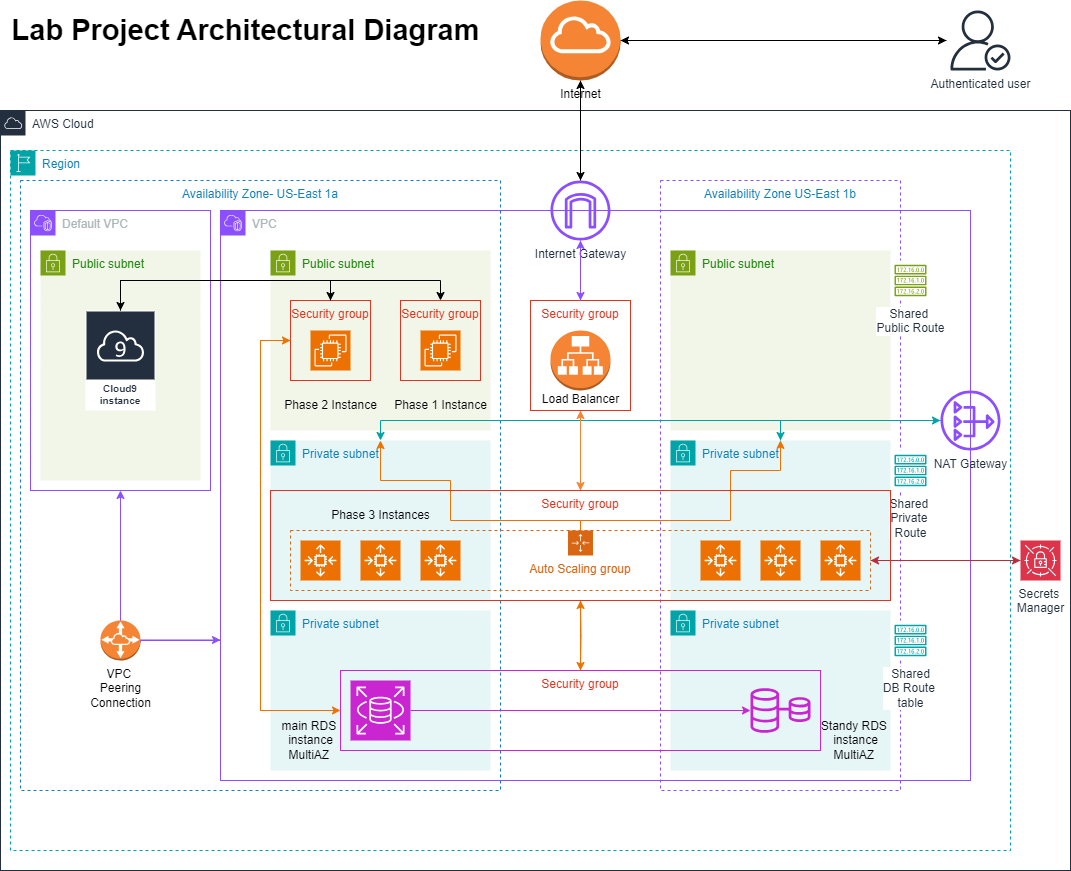 Lab Project Architectural Diagram
Internet
Authenticated user
AWS Cloud
Region
Availability Zone- US-East 1a
Availability Zone US-East 1b
Default VPC
VPC
Internet Gateway
Public subnet
Public subnet
Public subnet
172.16.0.0
172.16.1.0
172.16.2.0
Shared
Public Route
Security group
Security group
Security group
9
Cloud9
instance
Load Balancer
Phase 2 Instance
Phase 1 Instance
Private subnet
Private subnet
NAT Gateway
172.16.0.0
172.16.1.0
172.16.2.0
Shared
Private
Route
Security group
Phase 3 Instances
Auto Scaling group
Secrets
Manager
Private subnet
Private subnet
172.16.0.0
172.16.1.0
172.16.2.0
Shared
DB Route
table
VPC
Peering
Connection
Security group
main RDS
instance
MultiAZ
Standy RDS
instance
MultiAZ